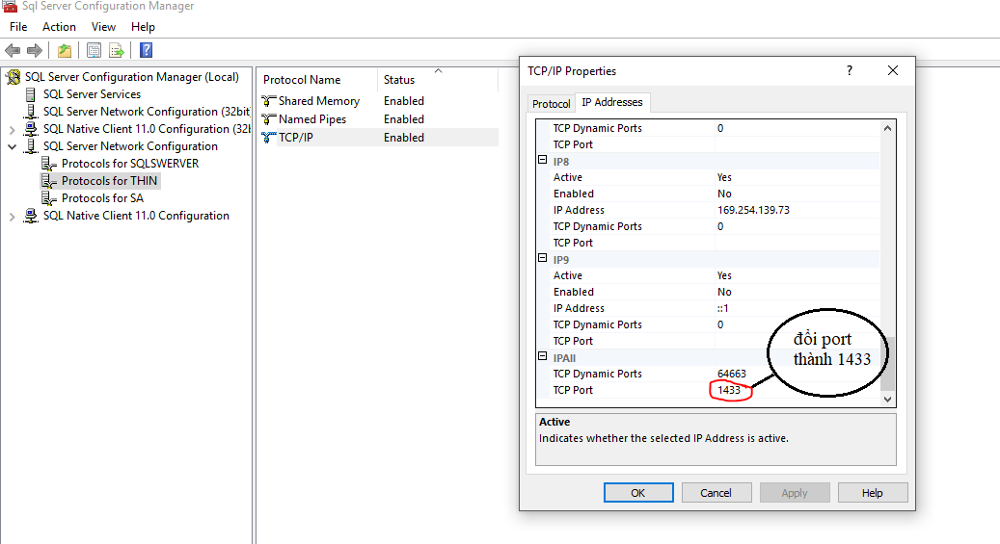 Sql Server Configuration Manager
File Action View Help
SQL Server Configuration Manager (Local)
SQL Server Services
SQL Server Network Configuration (32bit
SQL Native Client 11.0 Configuration (32b
SQL Server Network Configuration
Protocols for SQLSWERVER
Protocols for THIN
Protocols for SA
SQL Native Client 11.0 Configuration
Protocol Name Status
Shared Memory Enabled
Named Pipes Enabled
TCP/IP Enabled
TCP/IP Properties
?
Protocol IP Addresses
TCP Dynamic Ports 0
TCP Port
IP8
Active Yes
Enabled No
IP Address 169.254.139.73
TCP Dynamic Ports 0
TCP Port
IP9
Active Yes
Enabled No
IP Address ::1
TCP Dynamic Ports 0
TCP Port
IPAll
TCP Dynamic Ports 64663
TCP Port 1433
đổi port
thành 1433
Active
Indicates whether the selected IP Address is active.
OK Cancel Apply Help